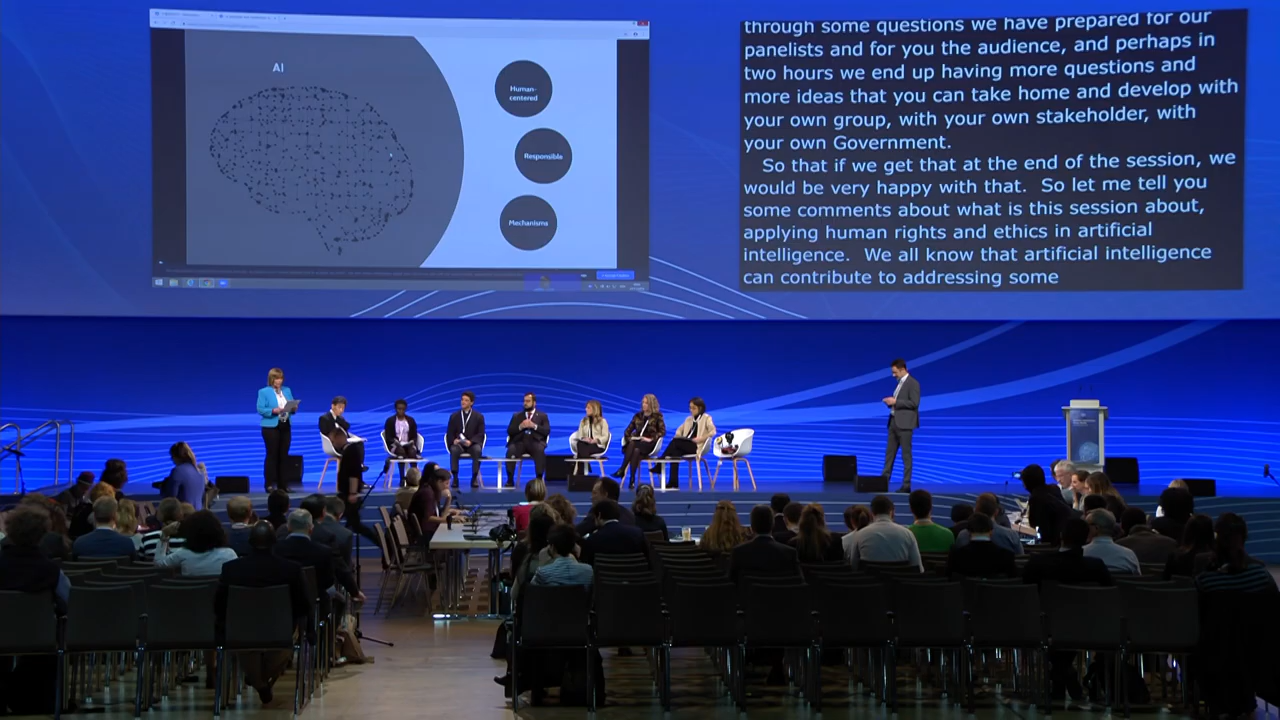 AI
Human-
centered
Responsible
Mechanisms
through some questions we have prepared for our
panelists and for you the audience, and perhaps in
two hours we end up having more questions and
more ideas that you can take home and develop with
your own group, with your own stakeholder, with
your own Government.
So that if we get that at the end of the session, we
would be very happy with that. So let me tell you
some comments about what is this session about,
applying human rights and ethics in artificial
intelligence. We all know that artificial intelligence
can contribute to addressing some